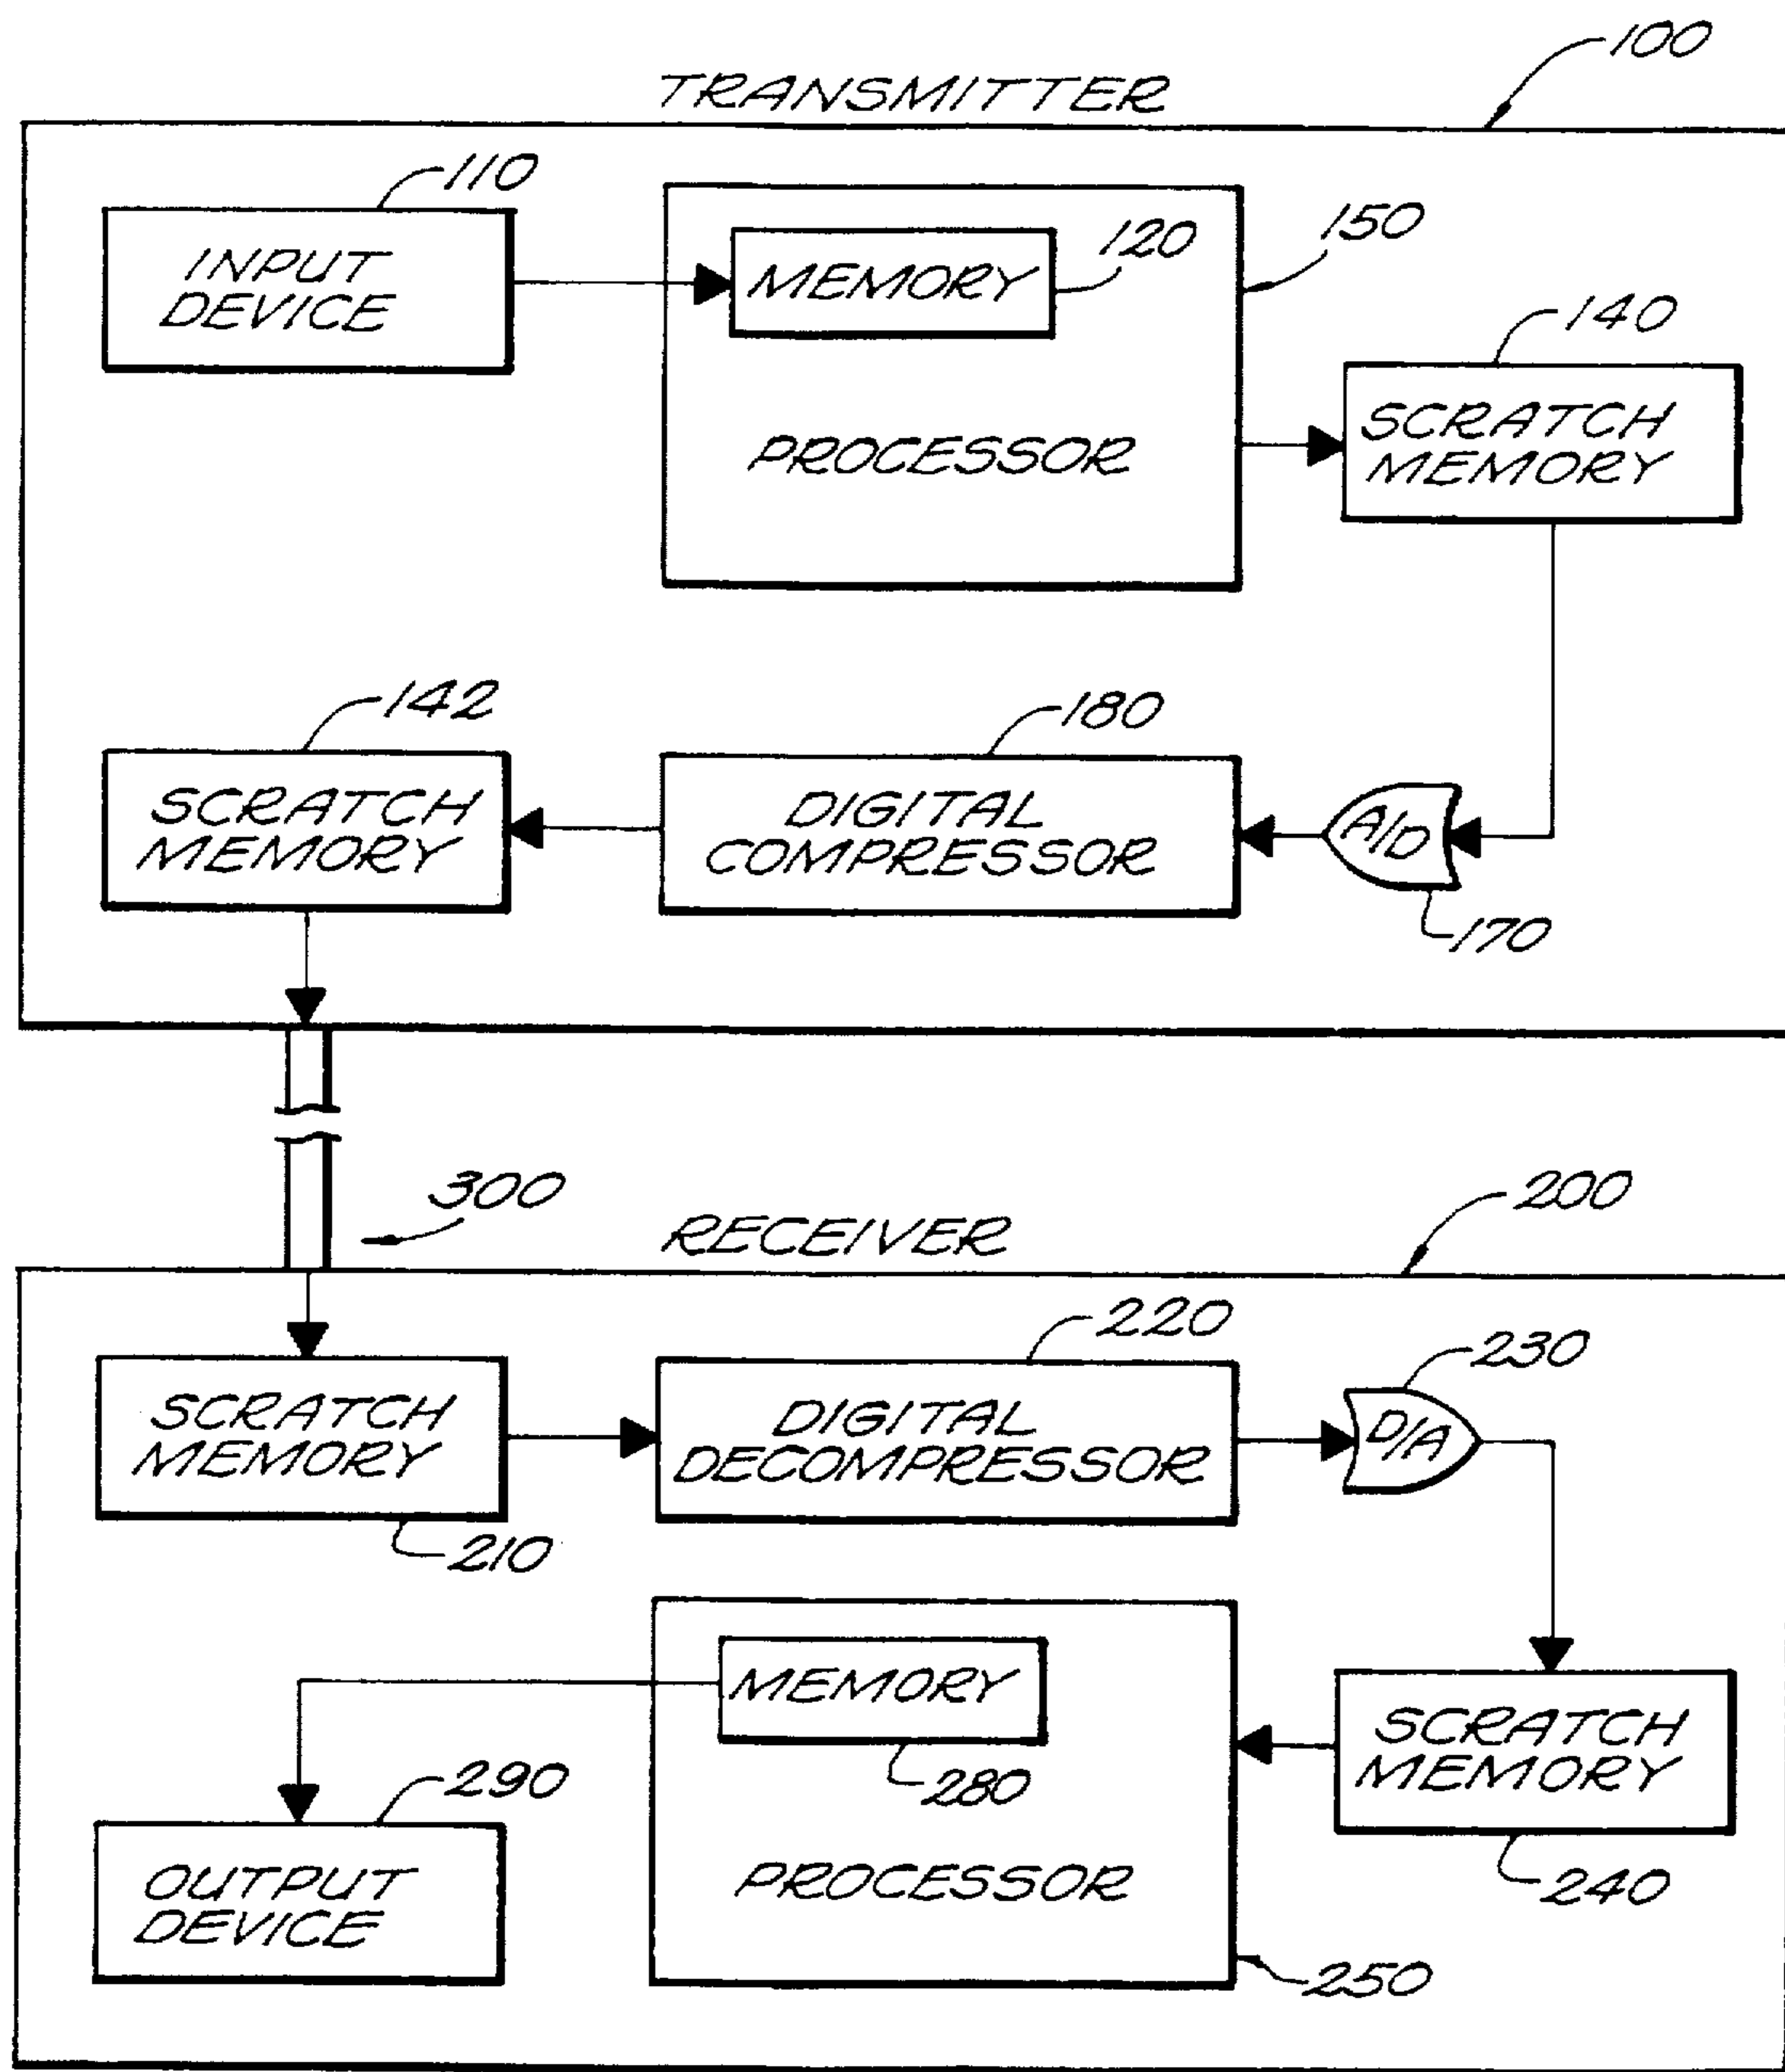 100
TRANSMITTER
110
INPUT
DEVICE
MEMORY
120
150
PROCESSOR
140
SCRATCH
MEMORY
142
SCRATCH
MEMORY
180
DIGITAL
COMPRESSOR
A/D
170
300
RECEIVER
200
SCRATCH
MEMORY
210
220
DIGITAL
DECOMPRESSOR
230
D/A
MEMORY
280
PROCESSOR
250
SCRATCH
MEMORY
240
290
OUTPUT
DEVICE